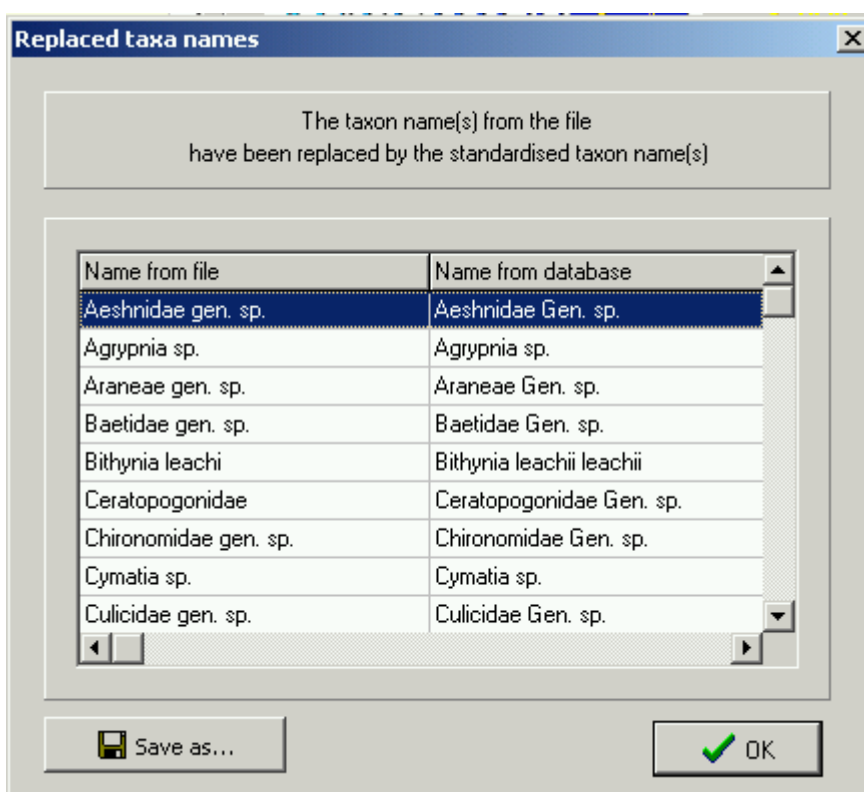 Replaced taxa names
The taxon name(s) from the file
have been replaced by the standardised taxon name(s)
Name from file Name from database
Aeshnidae gen. sp. Aeshnidae Gen. sp.
Agrypnia sp. Agrypnia sp.
Araneae gen. sp. Araneae Gen. sp.
Baetidae gen. sp. Baetidae Gen. sp.
Bithynia leachi Bithynia leachii leachii
Ceratopogonidae Ceratopogonidae Gen. sp.
Chironomidae gen. sp. Chironomidae Gen. sp.
Cymatia sp. Cymatia sp.
Culicidae gen. sp. Culicidae Gen. sp.
Save as... OK